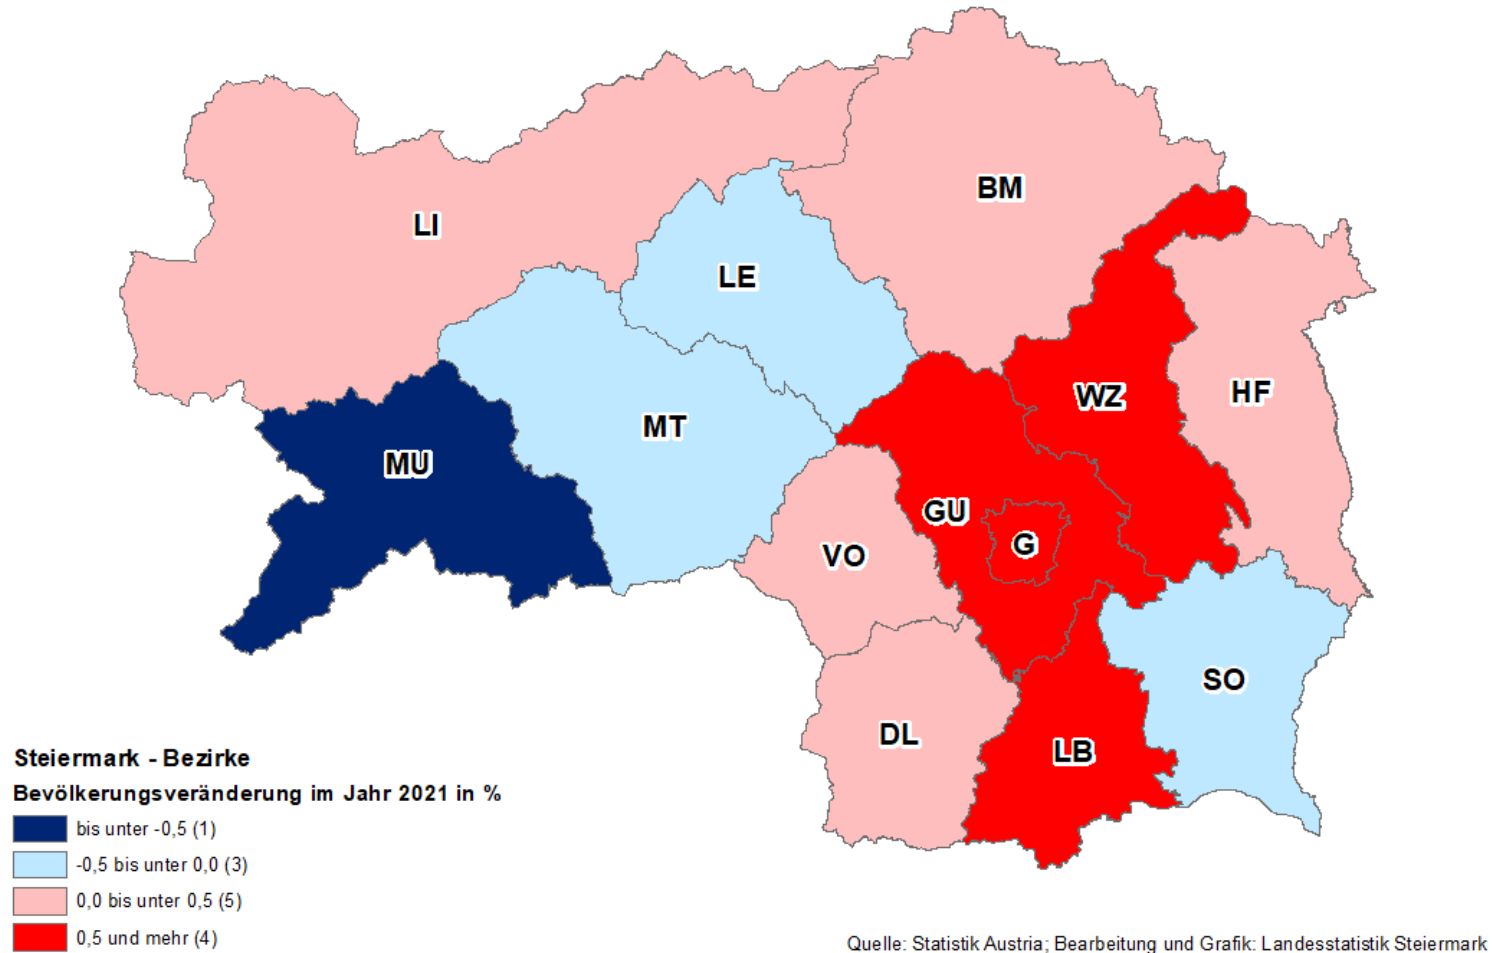 BM
LI
LE
WZ
HF
MT
MU
GU
G
VO
SO
DL
LB
Steiermark - Bezirke
Bevölkerungsveränderung im Jahr 2021 in %
bis unter -0,5 (1)
-0,5 bis unter 0,0 (3)
0,0 bis unter 0,5 (5)
0,5 und mehr (4)
Quelle: Statistik Austria; Bearbeitung und Grafik: Landesstatistik Steiermark